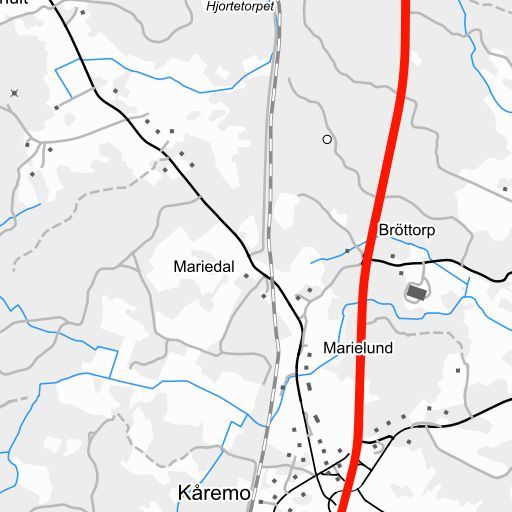 Hjortetorpet
Bröttorp
Mariedal
Marielund
Kåremo